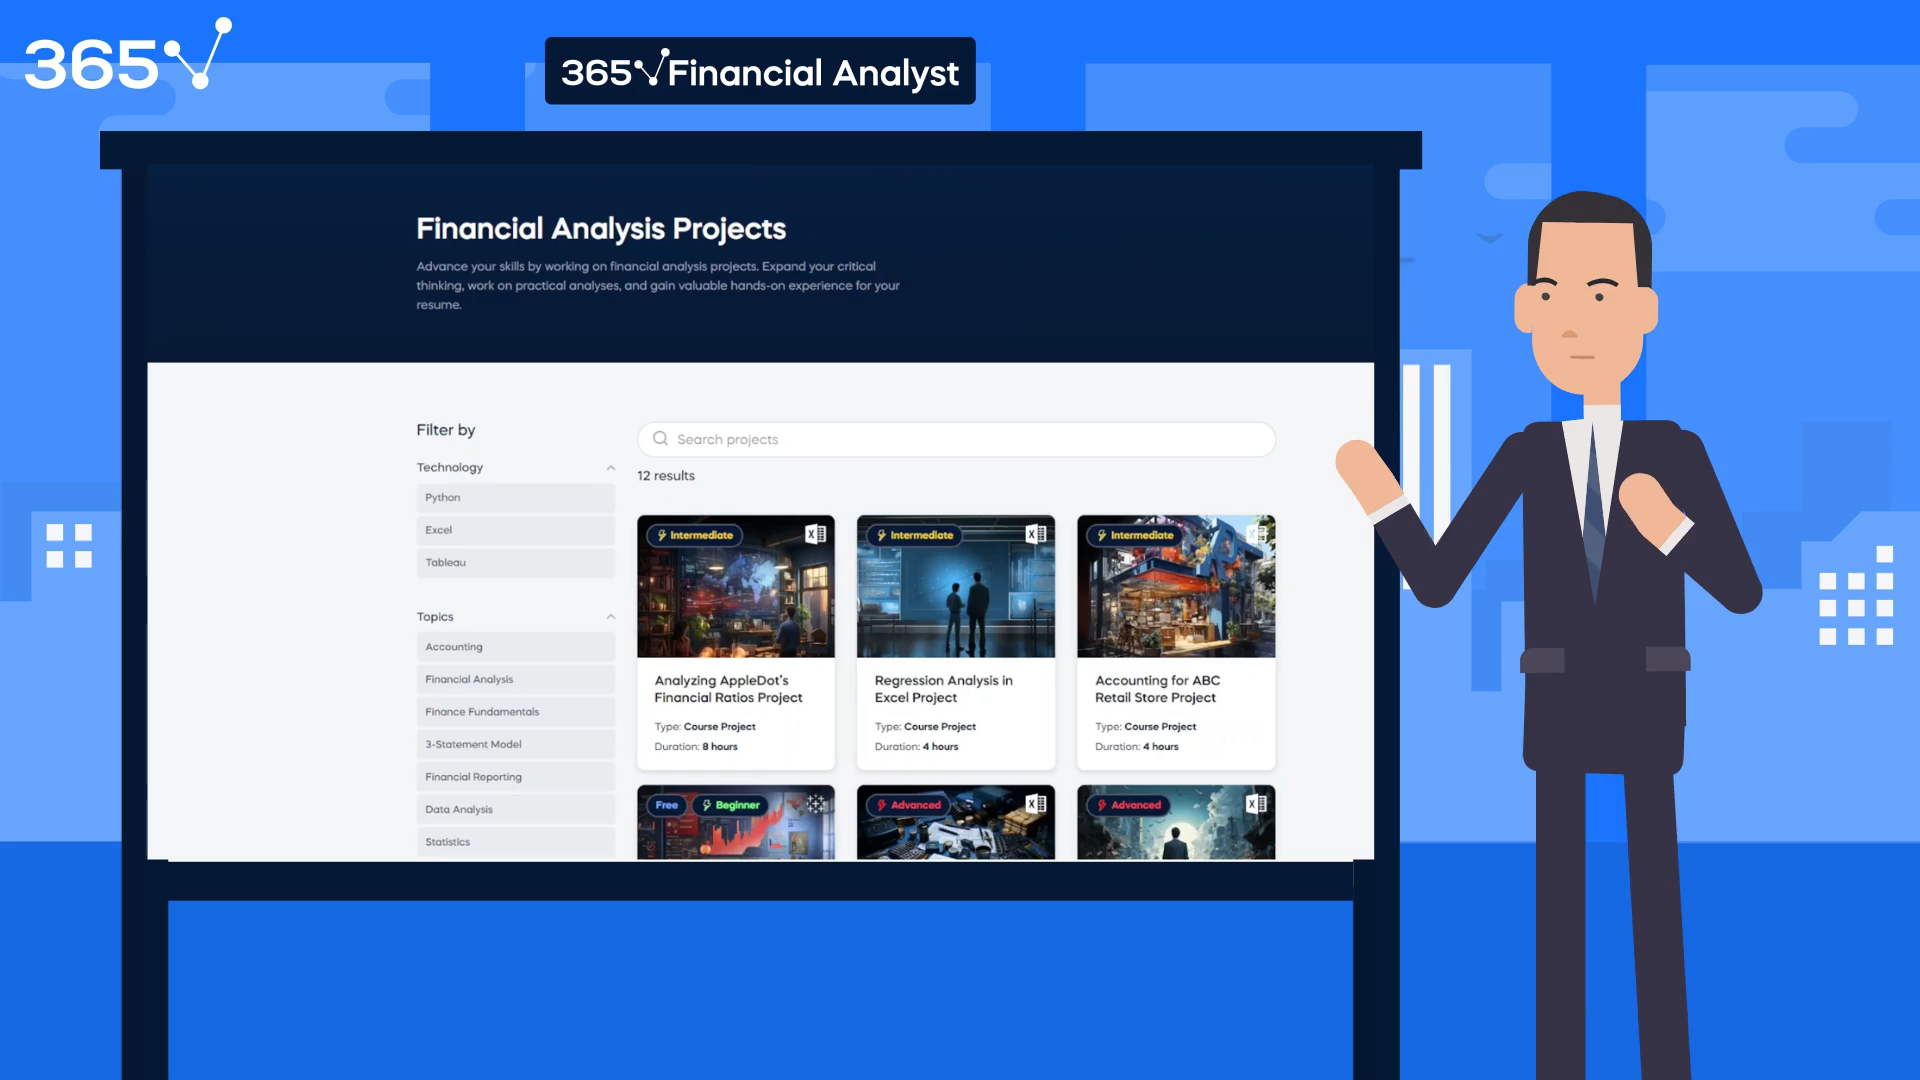 365
365 Financial Analyst
Financial Analysis Projects
Advance your skills by working on financial analysis projects. Expand your critical
thinking, work on practical analyses, and gain valuable hands-on experience for your
resume.
Filter by
Technology
Python
Excel
Tableau
Topics
Accounting
Financial Analysis
Finance Fundamentals
3-Statement Model
Financial Reporting
Data Analysis
Statistics
Search projects
12 results
Intermediate
Intermediate
Intermediate
Analyzing AppleDot's
Financial Ratios Project
Type: Course Project
Duration: 8 hours
Regression Analysis in
Excel Project
Type: Course Project
Duration: 4 hours
Accounting for ABC
Retail Store Project
Type: Course Project
Duration: 4 hours
Free
Beginner
Advanced
Advanced